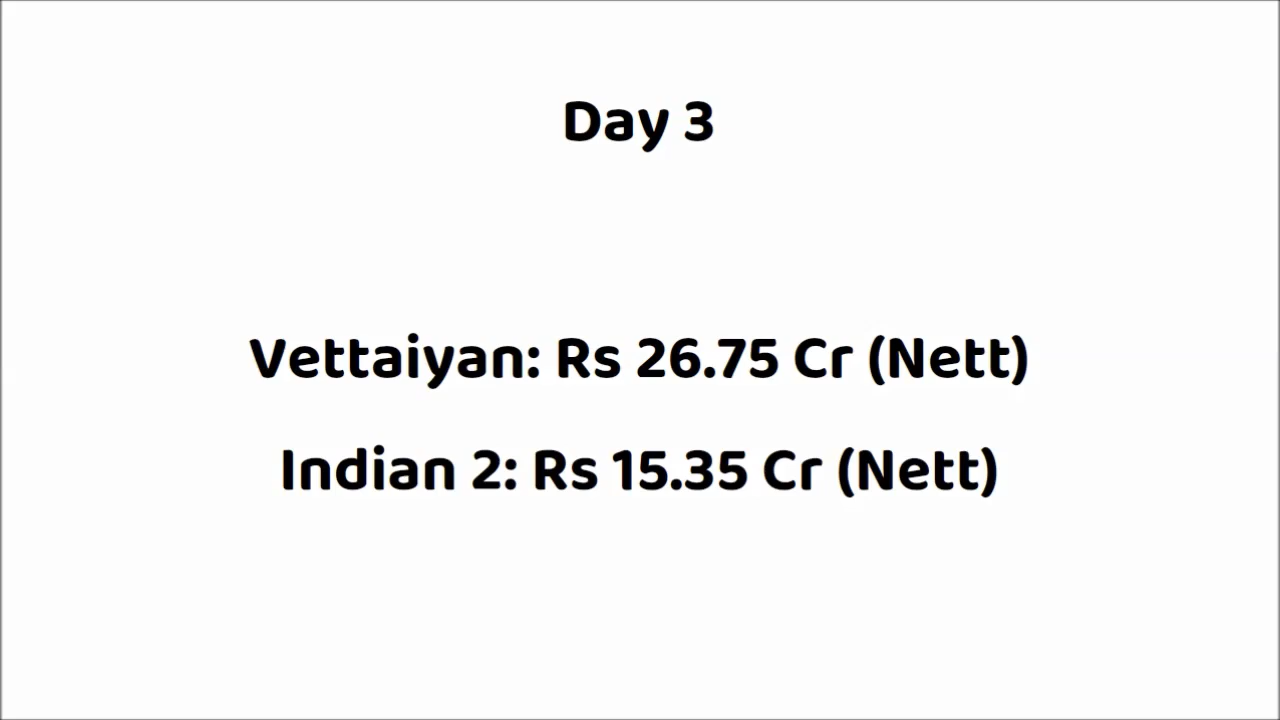 Day 3
Vettaiyan: Rs 26.75 Cr (Nett)
Indian 2: Rs 15.35 Cr (Nett)